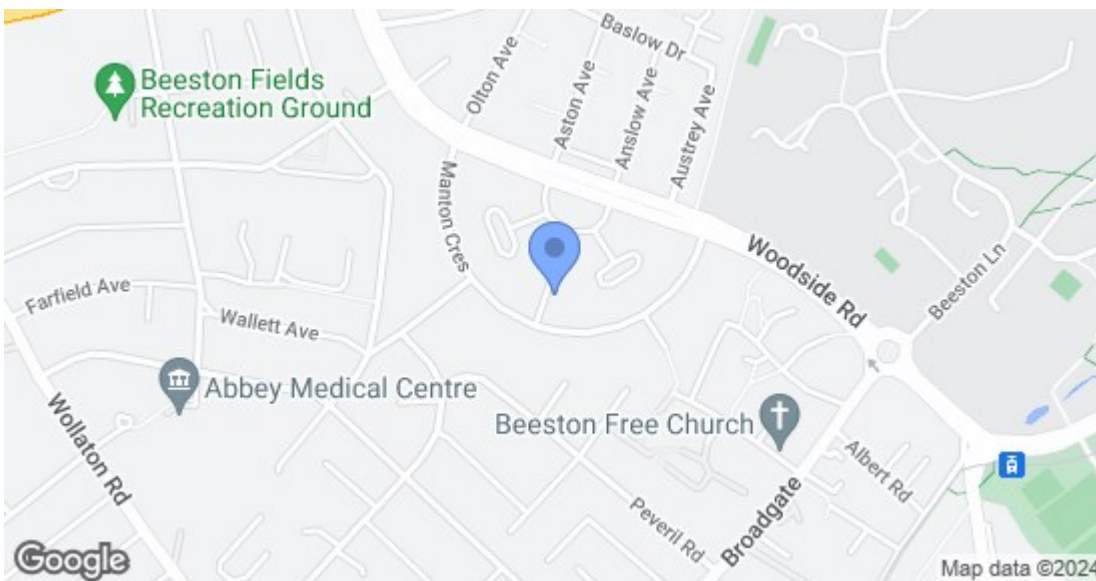 Baslow Dr
Olton Ave
Aston Ave
Anslow Ave
Austrey Ave
Beeston Fields
Recreation Ground
Manton Cres
Woodside Rd
Beeston Ln
Farfield Ave
Wallett Ave
Abbey Medical Centre
Wollaton Rd
Beeston Free Church
Albert Rd
Peveril Rd
Broadgate
Google
Map data ©2024